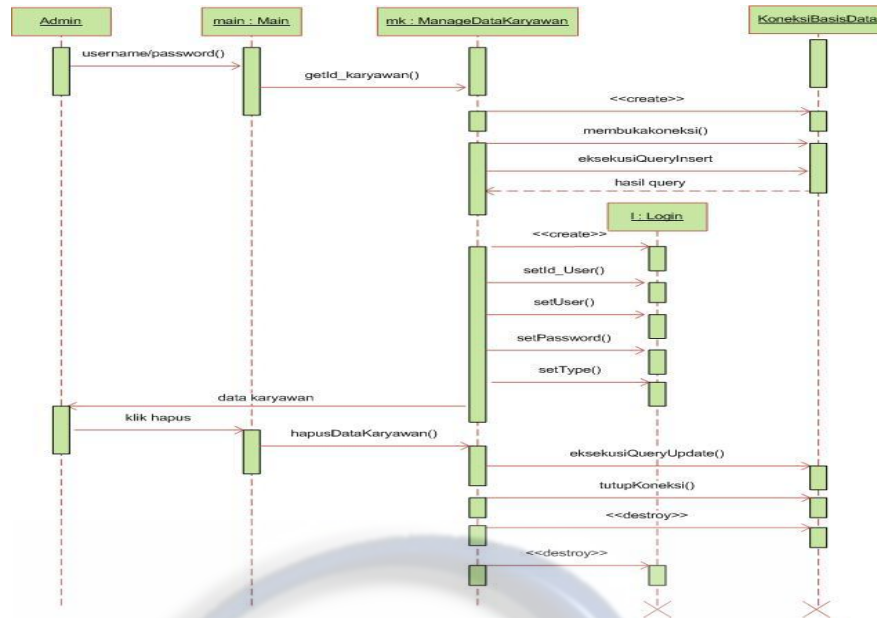 Admin
main : Main
mk : ManageDataKaryawan
KoneksiBasisData
username/password()
getId_karyawan()
<<create>>
membukakoneksi()
eksekusiQueryInsert
hasil query
l : Login
<<create>>
setId_User()
setUser()
setPassword()
setType()
data karyawan
klik hapus
hapusDataKaryawan()
eksekusiQueryUpdate()
tutupKoneksi()
<<destroy>>
<<destroy>>